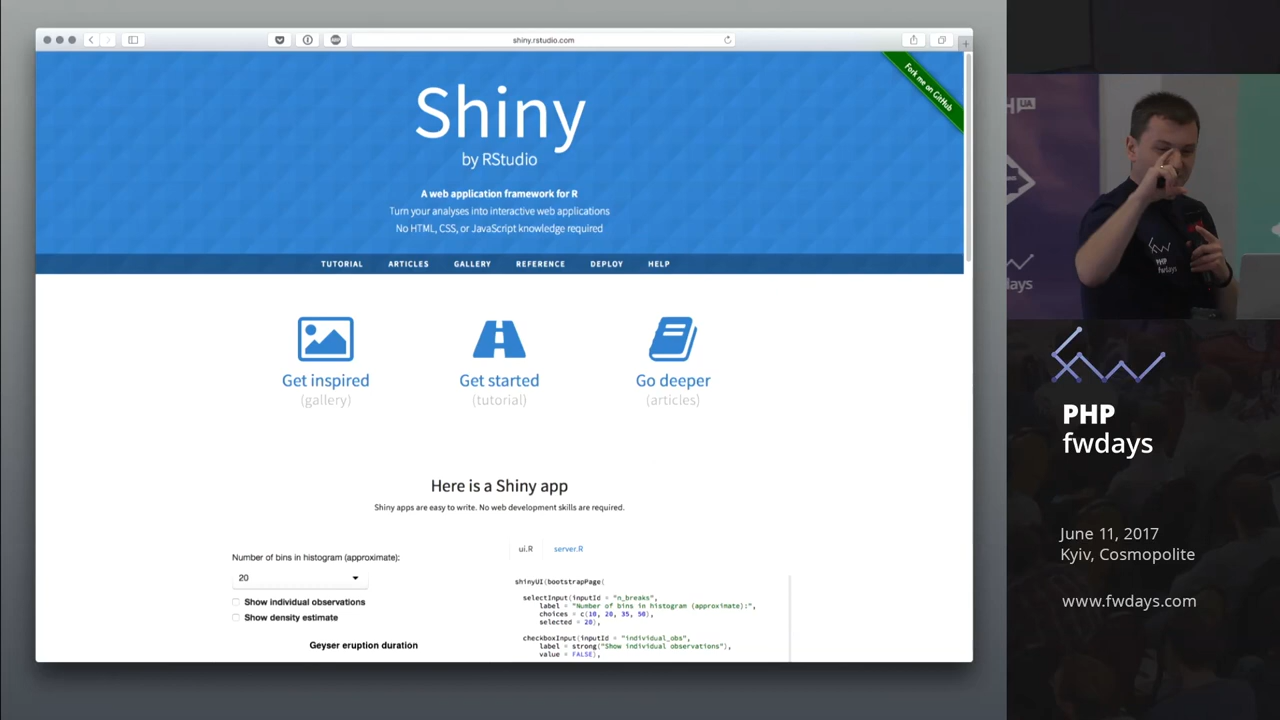 shiny.rstudio.com
Fork me on GitHub
Shiny
by RStudio
A web application framework for R
Turn your analyses into interactive web applications
No HTML, CSS, or JavaScript knowledge required
TUTORIAL ARTICLES GALLERY REFERENCE DEPLOY HELP
Get inspired
(gallery)
Get started
(tutorial)
Go deeper
(articles)
Here is a Shiny app
Shiny apps are easy to write. No web development skills are required.
Number of bins in histogram (approximate):
20
Show individual observations
Show density estimate
Geyser eruption duration
ui.R server.R
shinyUI(bootstrapPage(
selectInput(inputId = "n_breaks",
label = "Number of bins in histogram (approximate):",
choices = c(10, 20, 35, 50),
selected = 20),
checkboxInput(inputId = "individual_obs",
label = strong("Show individual observations"),
value = FALSE),
UA
days
PHP
fwdays
PHP
fwdays
June 11, 2017
Kyiv, Cosmopolite
www.fwdays.com